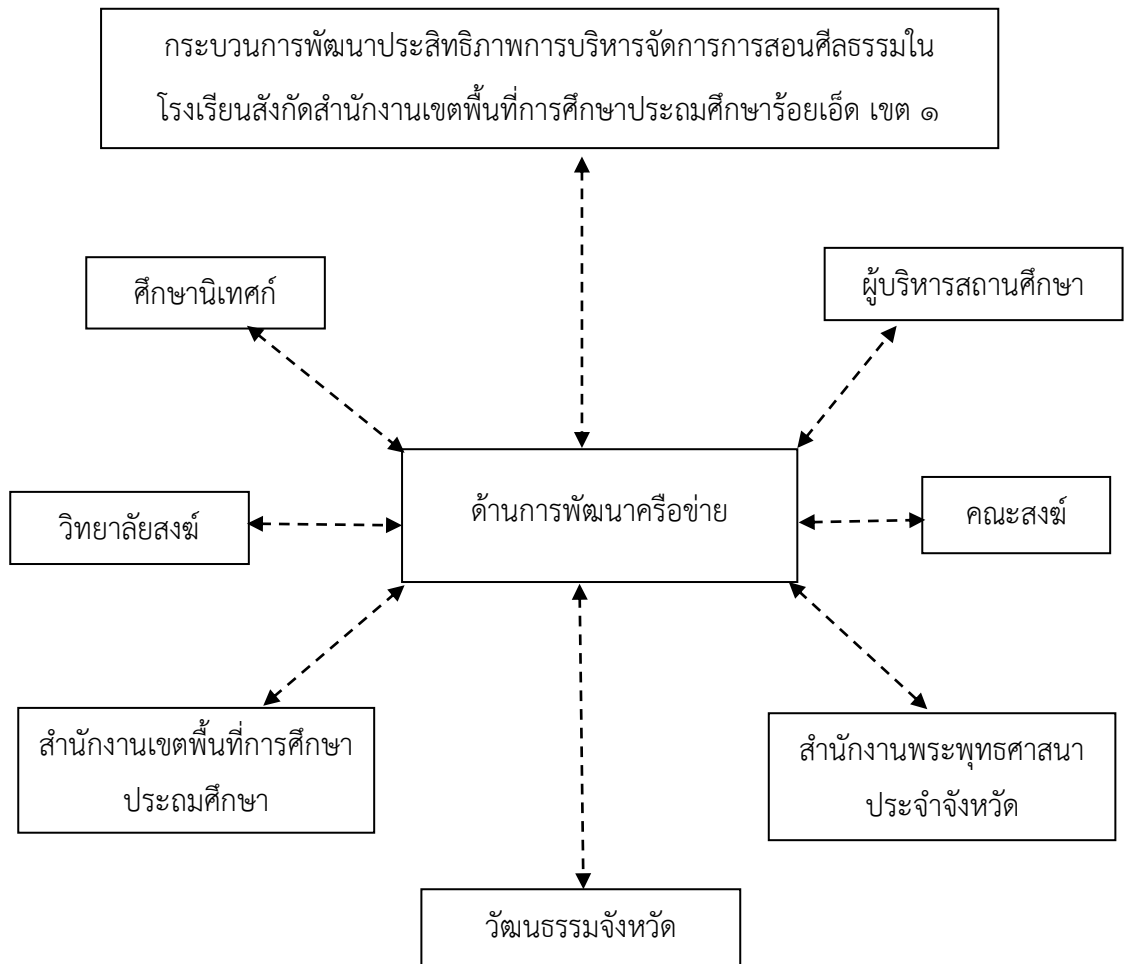 กระบวนการพัฒนาประสิทธิภาพการบริหารจัดการการสอนศีลธรรมใน
โรงเรียนสังกัดสำนักงานเขตพื้นที่การศึกษาประถมศึกษาร้อยเอ็ด เขต ๑
ศึกษานิเทศก์
ผู้บริหารสถานศึกษา
วิทยาลัยสงฆ์
ด้านการพัฒนาครือข่าย
คณะสงฆ์
สำนักงานเขตพื้นที่การศึกษา
ประถมศึกษา
สำนักงานพระพุทธศาสนา
ประจำจังหวัด
วัฒนธรรมจังหวัด